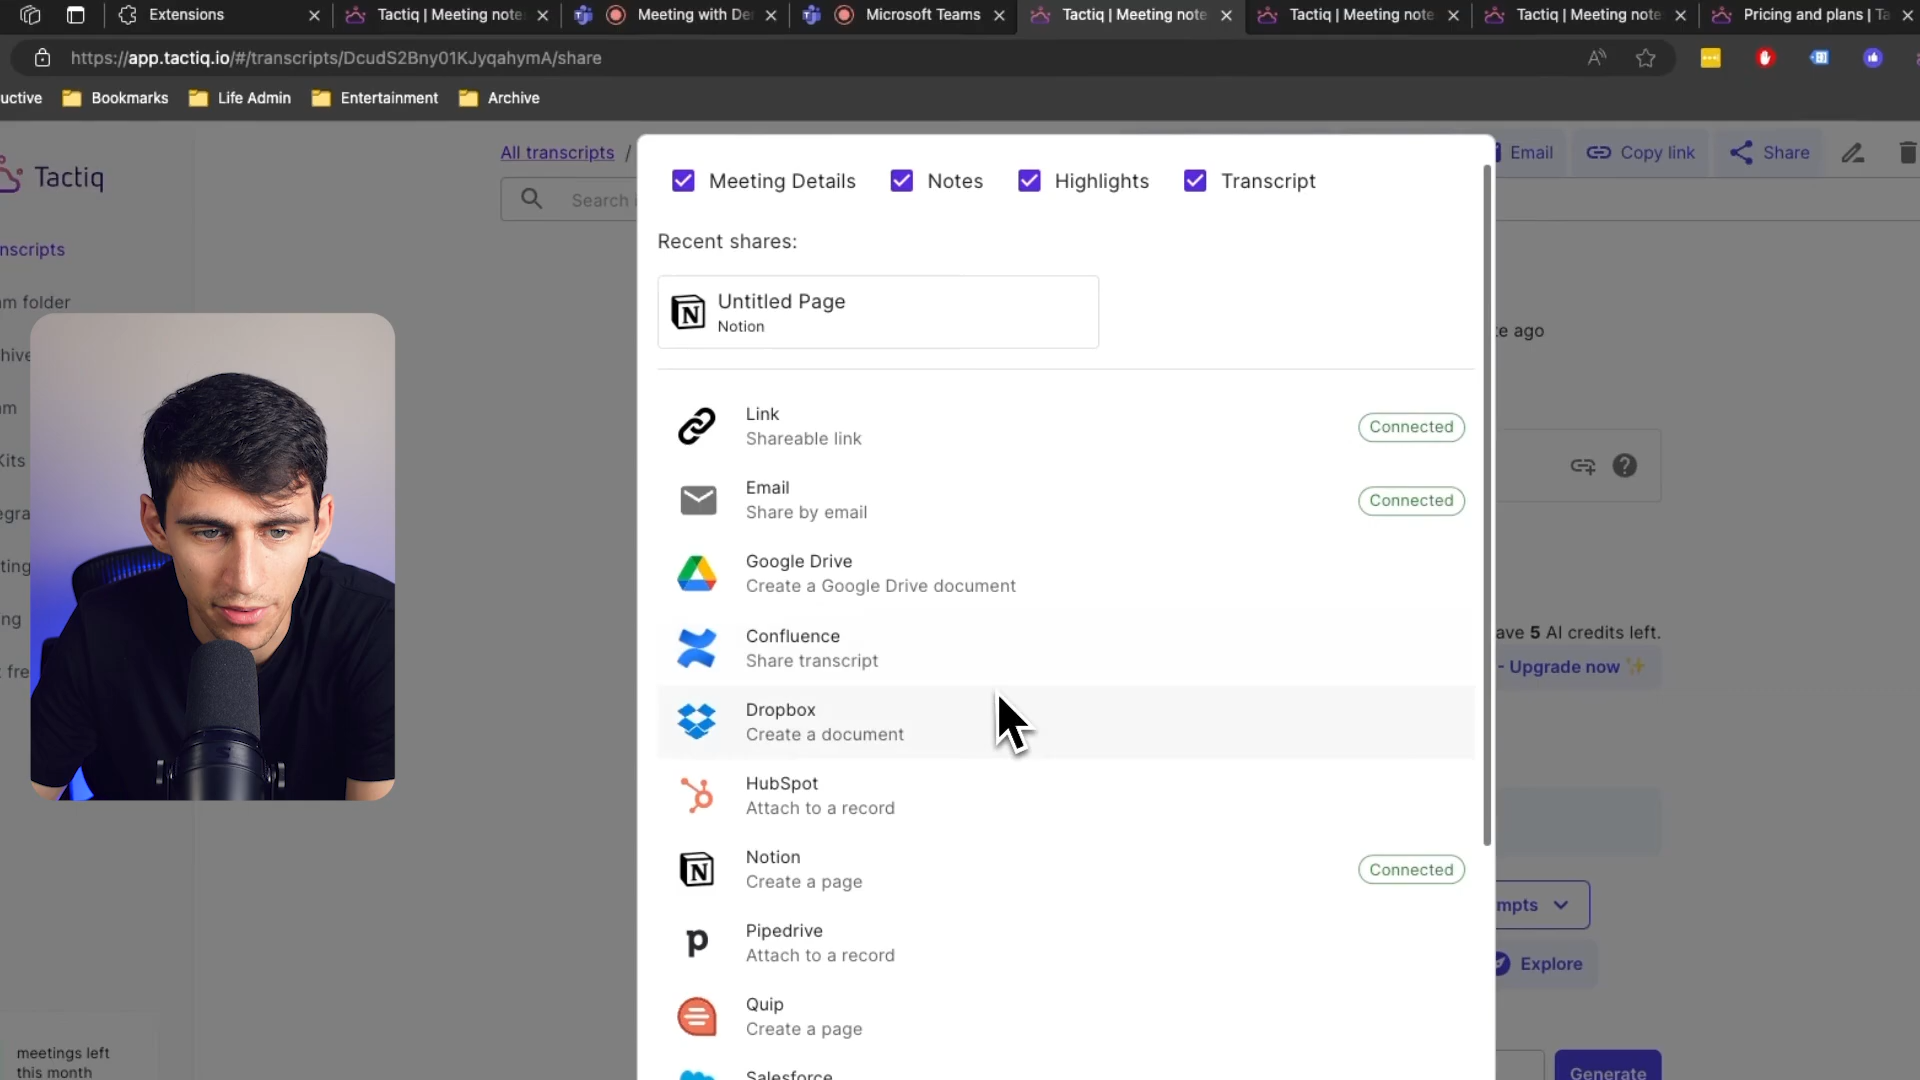 Extensions
Tactiq | Meeting note
Meeting with De
Microsoft Teams
Tactiq | Meeting note
Tactiq | Meeting note
Tactiq | Meeting note
Pricing and plans | Ta
https://app.tactiq.io/#/transcripts/DcudS2Bny01KJyqahymA/share
uctive
Bookmarks
Life Admin
Entertainment
Archive
Tactiq
nscripts
m folder
hive
m
Kits
egra
ting
ng
t fre
meetings left
this month
All transcripts /
Search i
Email
Copy link
Share
Meeting Details
Notes
Highlights
Transcript
Recent shares:
Untitled Page
Notion
Link
Shareable link
Connected
Email
Share by email
Connected
Google Drive
Create a Google Drive document
Confluence
Share transcript
Dropbox
Create a document
HubSpot
Attach to a record
Notion
Create a page
Connected
Pipedrive
Attach to a record
Quip
Create a page
Salesforce
te ago
ave 5 AI credits left.
- Upgrade now ✨
mpts
Explore
Generate